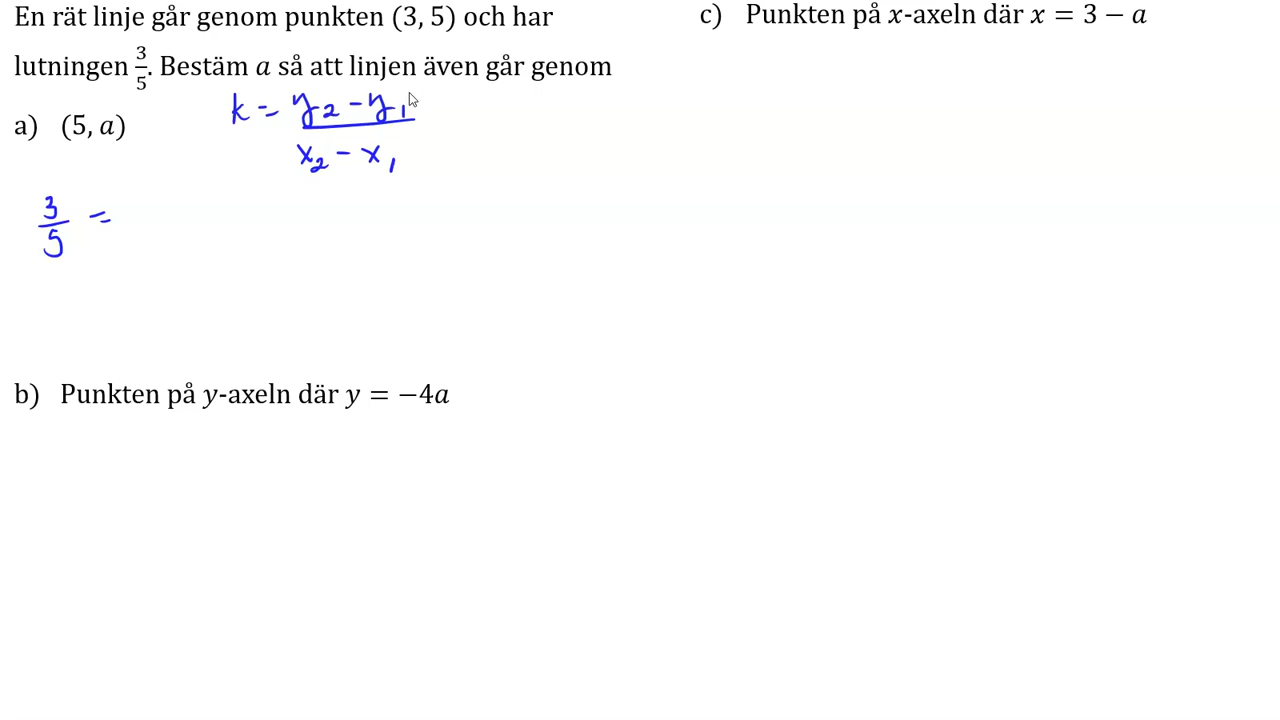 En rät linje går genom punkten (3, 5) och har
lutningen 3/5. Bestäm a så att linjen även går genom
a) (5, a)
k = (y₂ − y₁)/(x₂ − x₁)
3/5 =
b) Punkten på y-axeln där y = −4a
c) Punkten på x-axeln där x = 3 − a